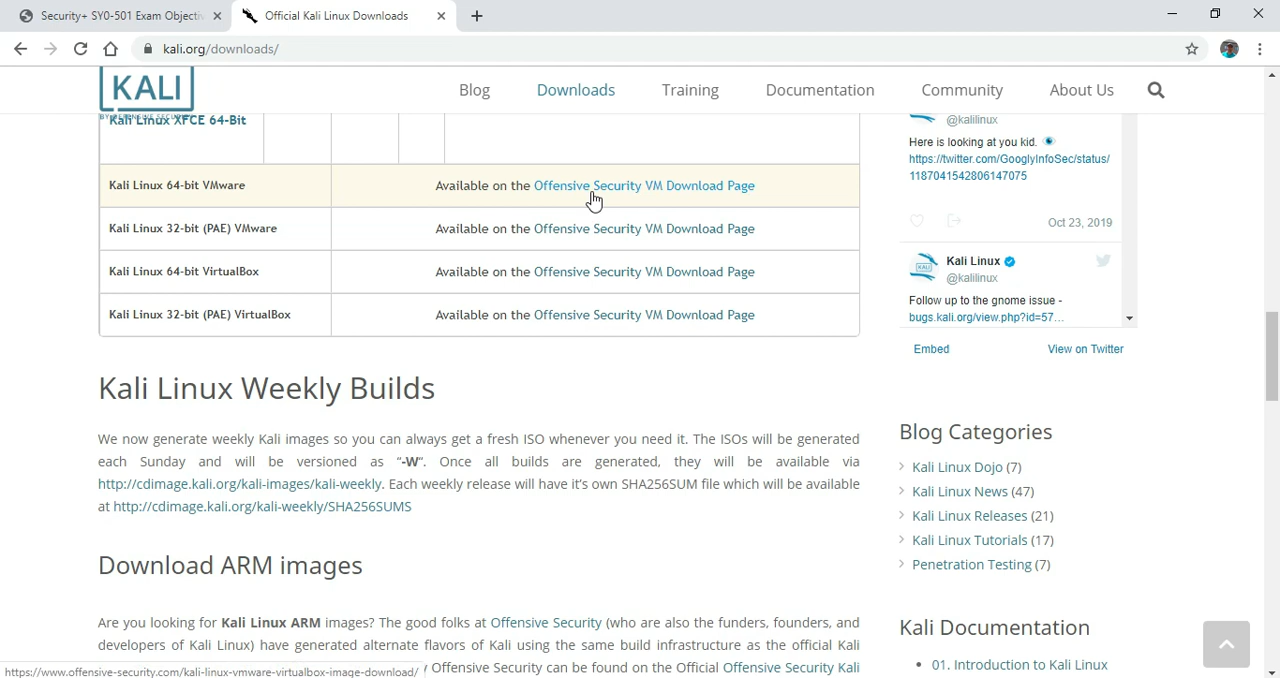 Security+ SY0-501 Exam Objecti
Official Kali Linux Downloads
kali.org/downloads/
KALI
BY OFFENSIVE SECURITY
Blog
Downloads
Training
Documentation
Community
About Us
Kali Linux XFCE 64-Bit
Kali Linux 64-bit VMware
Available on the Offensive Security VM Download Page
Kali Linux 32-bit (PAE) VMware
Available on the Offensive Security VM Download Page
Kali Linux 64-bit VirtualBox
Available on the Offensive Security VM Download Page
Kali Linux 32-bit (PAE) VirtualBox
Available on the Offensive Security VM Download Page
Kali Linux Weekly Builds
We now generate weekly Kali images so you can always get a fresh ISO whenever you need it. The ISOs will be generated
each Sunday and will be versioned as “-W“. Once all builds are generated, they will be available via
http://cdimage.kali.org/kali-images/kali-weekly. Each weekly release will have it’s own SHA256SUM file which will be available
at http://cdimage.kali.org/kali-weekly/SHA256SUMS
Download ARM images
Are you looking for Kali Linux ARM images? The good folks at Offensive Security (who are also the funders, founders, and
developers of Kali Linux) have generated alternate flavors of Kali using the same build infrastructure as the official Kali
Offensive Security can be found on the Official Offensive Security Kali
https://www.offensive-security.com/kali-linux-vmware-virtualbox-image-download/
@kalilinux
Here is looking at you kid.
https://twitter.com/GooglyInfoSec/status/
1187041542806147075
Oct 23, 2019
Kali Linux
@kalilinux
Follow up to the gnome issue -
bugs.kali.org/view.php?id=57…
Embed
View on Twitter
Blog Categories
Kali Linux Dojo (7)
Kali Linux News (47)
Kali Linux Releases (21)
Kali Linux Tutorials (17)
Penetration Testing (7)
Kali Documentation
01. Introduction to Kali Linux